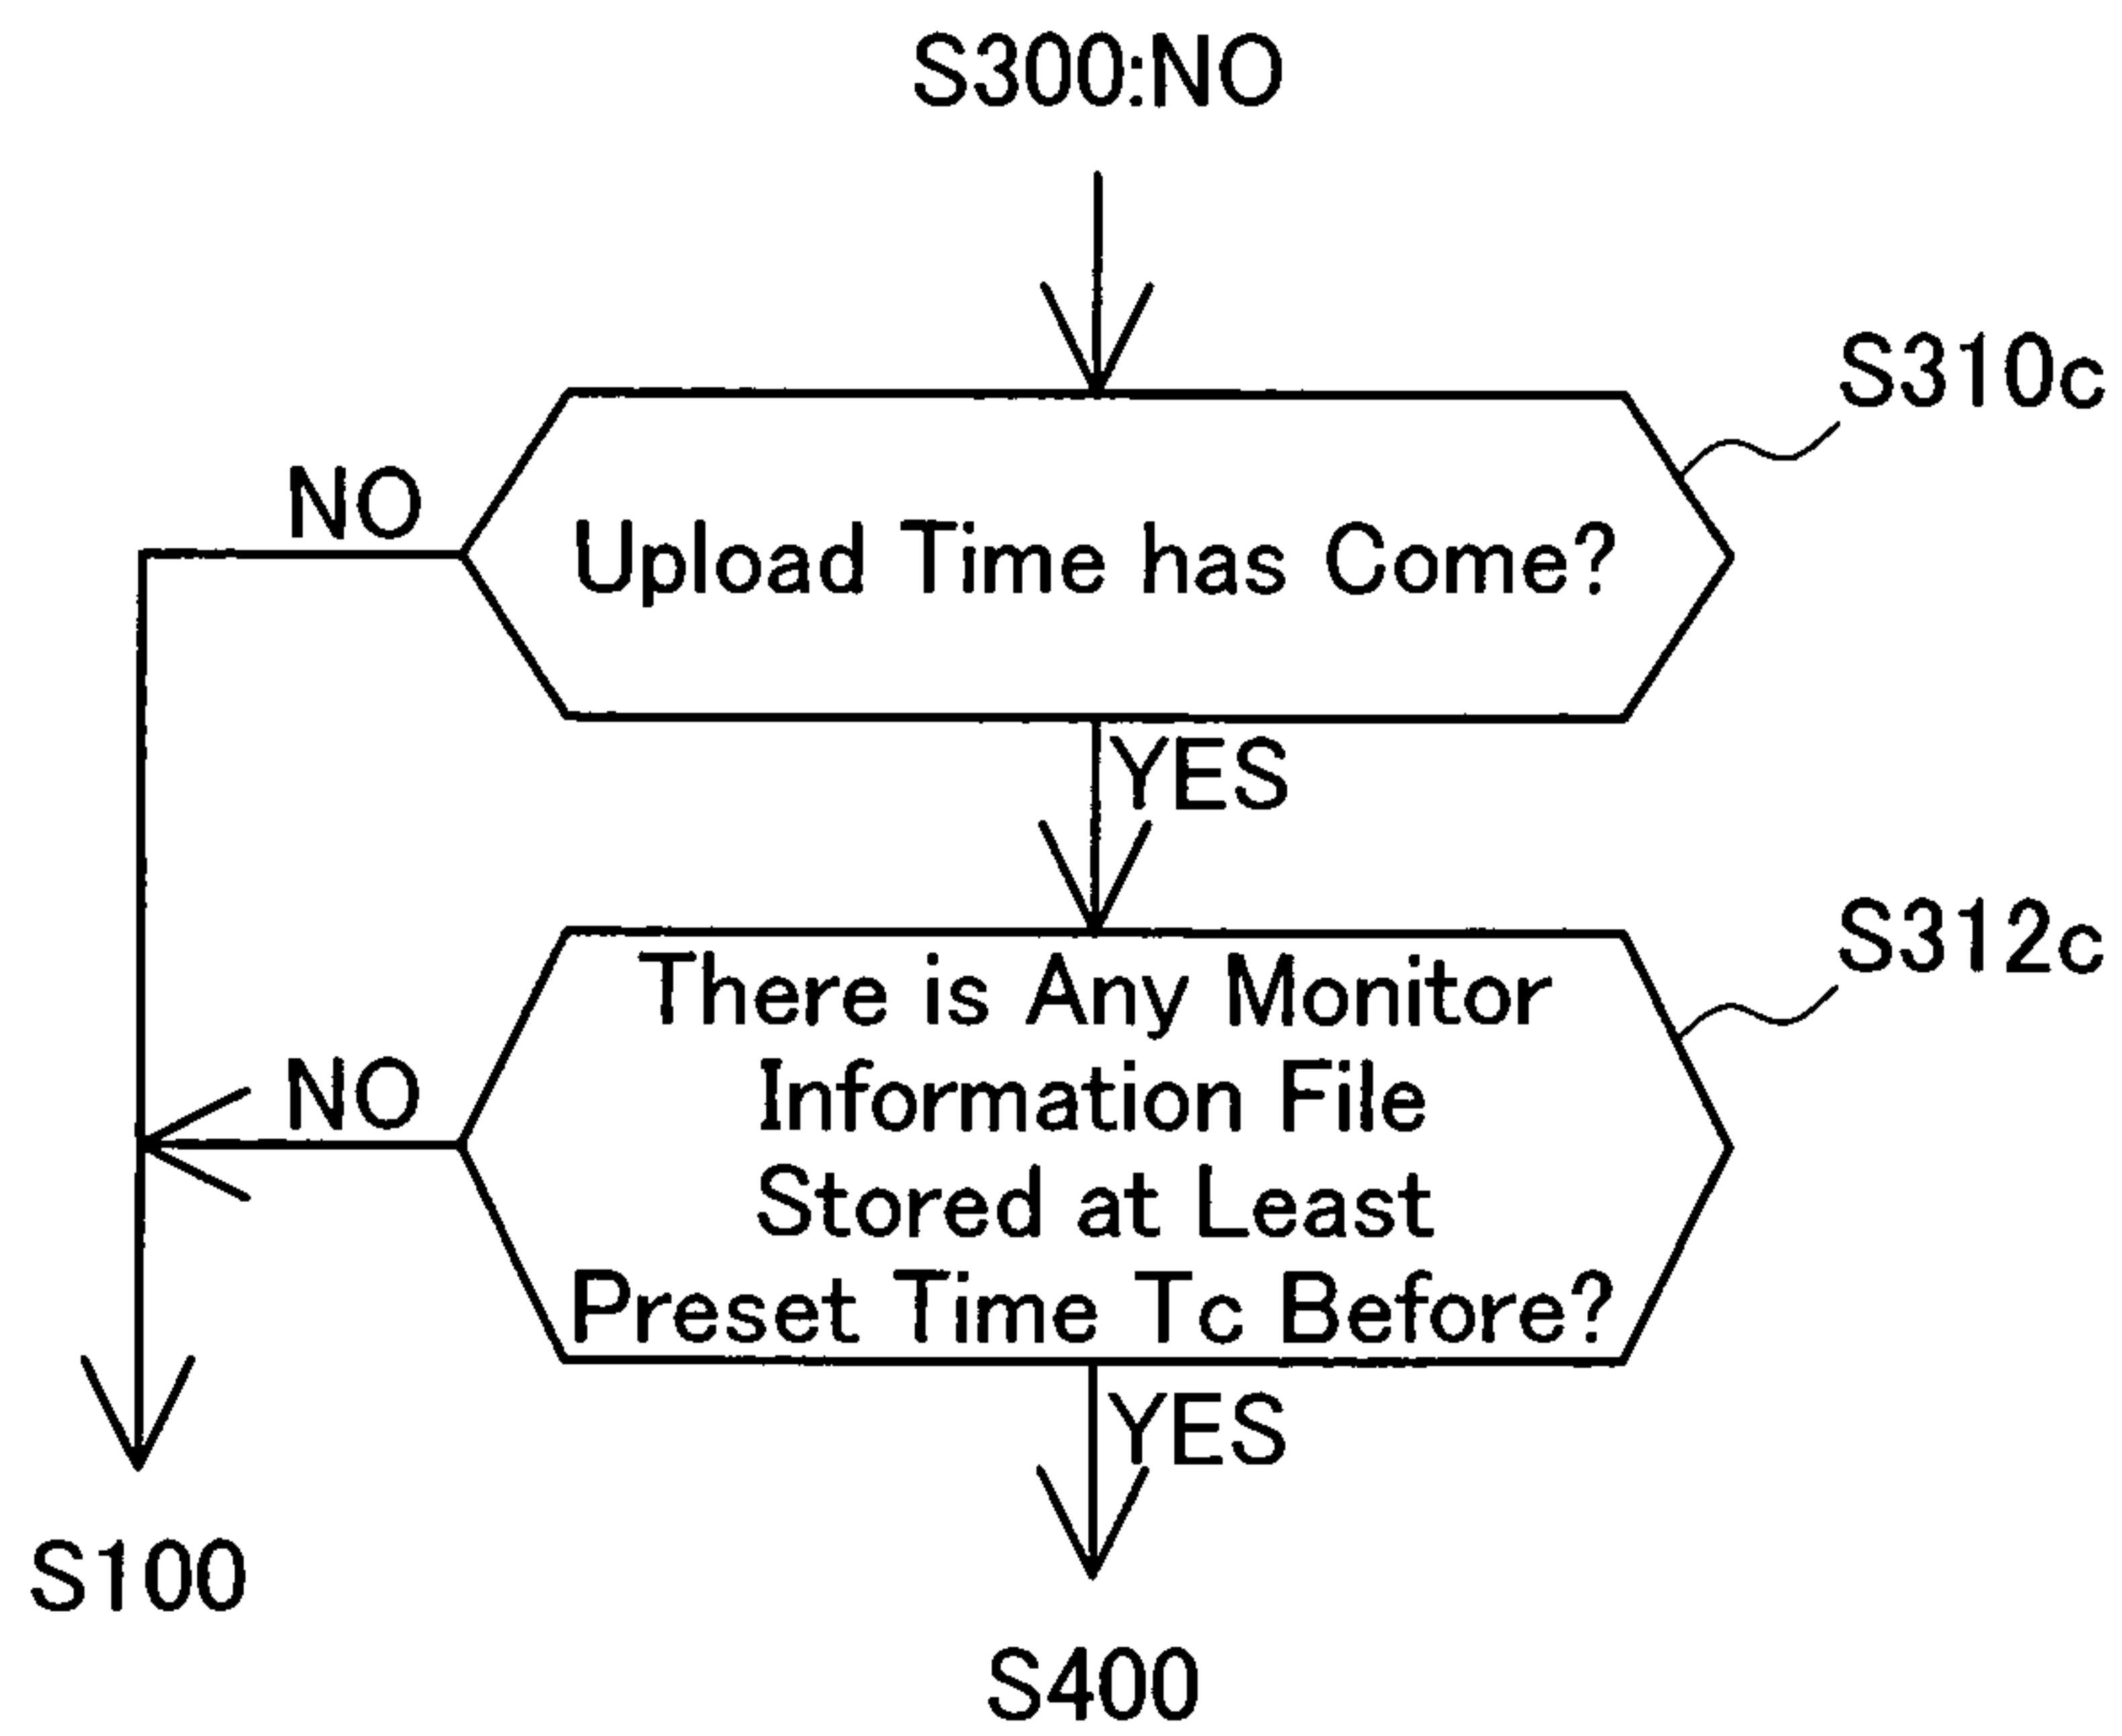 S300:NO
S310c
NO
Upload Time has Come?
YES
S312c
There is Any Monitor
Information File
NO
Stored at Least
Preset Time Tc Before?
YES
S100
S400